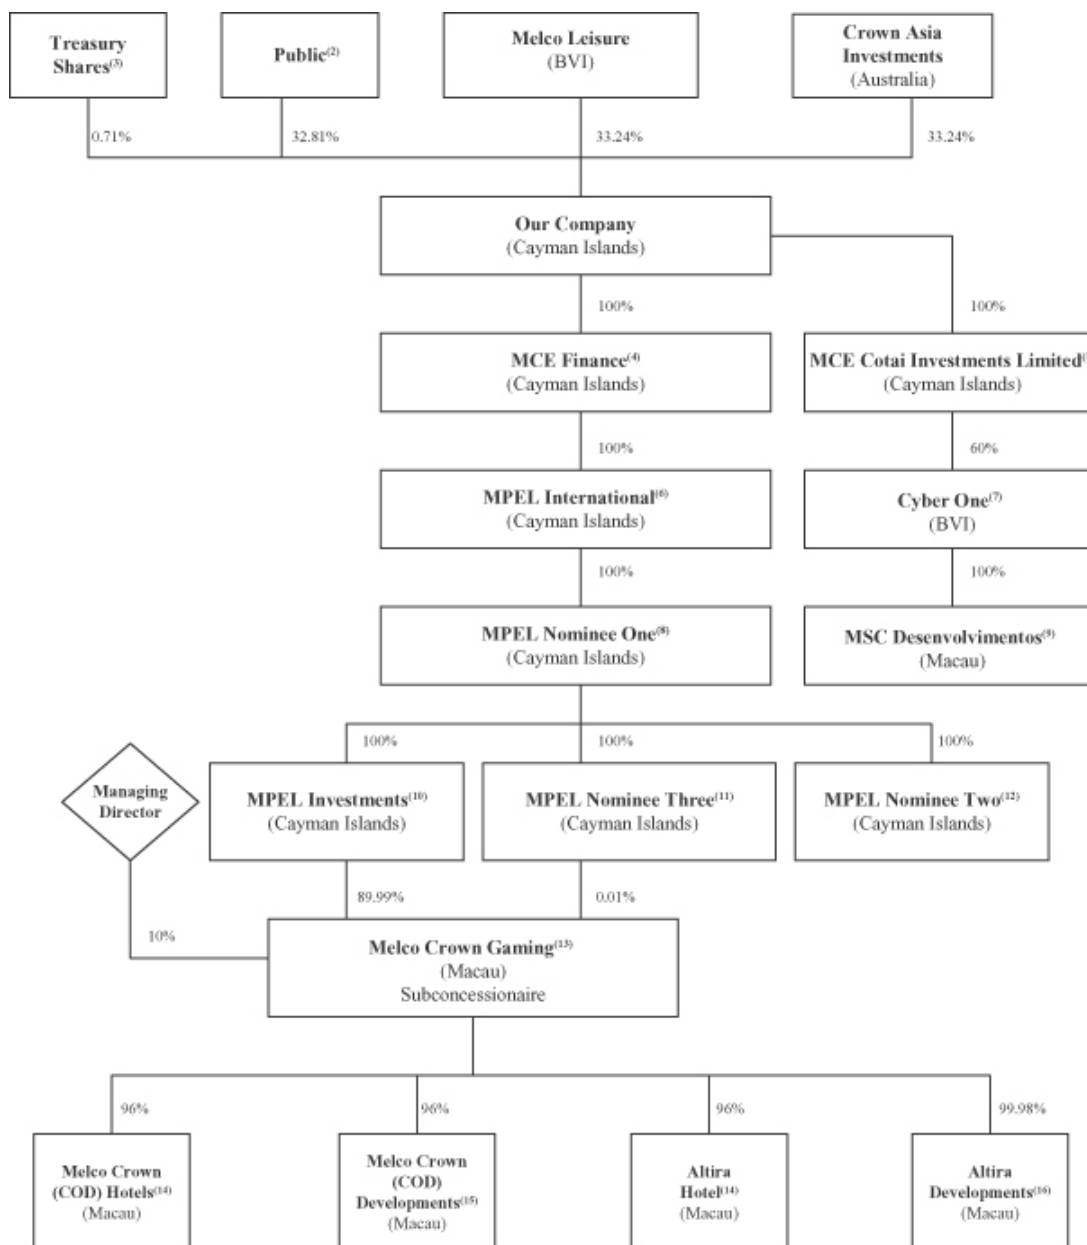 Treasury
Shares(3)
Public(2)
Melco Leisure
(BVI)
Crown Asia
Investments
(Australia)
0.71%
32.81%
33.24%
33.24%
Our Company
(Cayman Islands)
100%
100%
MCE Finance(4)
(Cayman Islands)
MCE Cotai Investments Limited(
(Cayman Islands)
100%
60%
MPEL International(6)
(Cayman Islands)
Cyber One(7)
(BVI)
100%
100%
MPEL Nominee One(8)
(Cayman Islands)
MSC Desenvolvimentos(9)
(Macau)
100%
100%
100%
Managing
Director
MPEL Investments(10)
(Cayman Islands)
MPEL Nominee Three(11)
(Cayman Islands)
MPEL Nominee Two(12)
(Cayman Islands)
89.99%
0.01%
10%
Melco Crown Gaming(13)
(Macau)
Subconcessionaire
96%
96%
96%
99.98%
Melco Crown
(COD) Hotels(14)
(Macau)
Melco Crown
(COD)
Developments(15)
(Macau)
Altira
Hotel(14)
(Macau)
Altira
Developments(16)
(Macau)